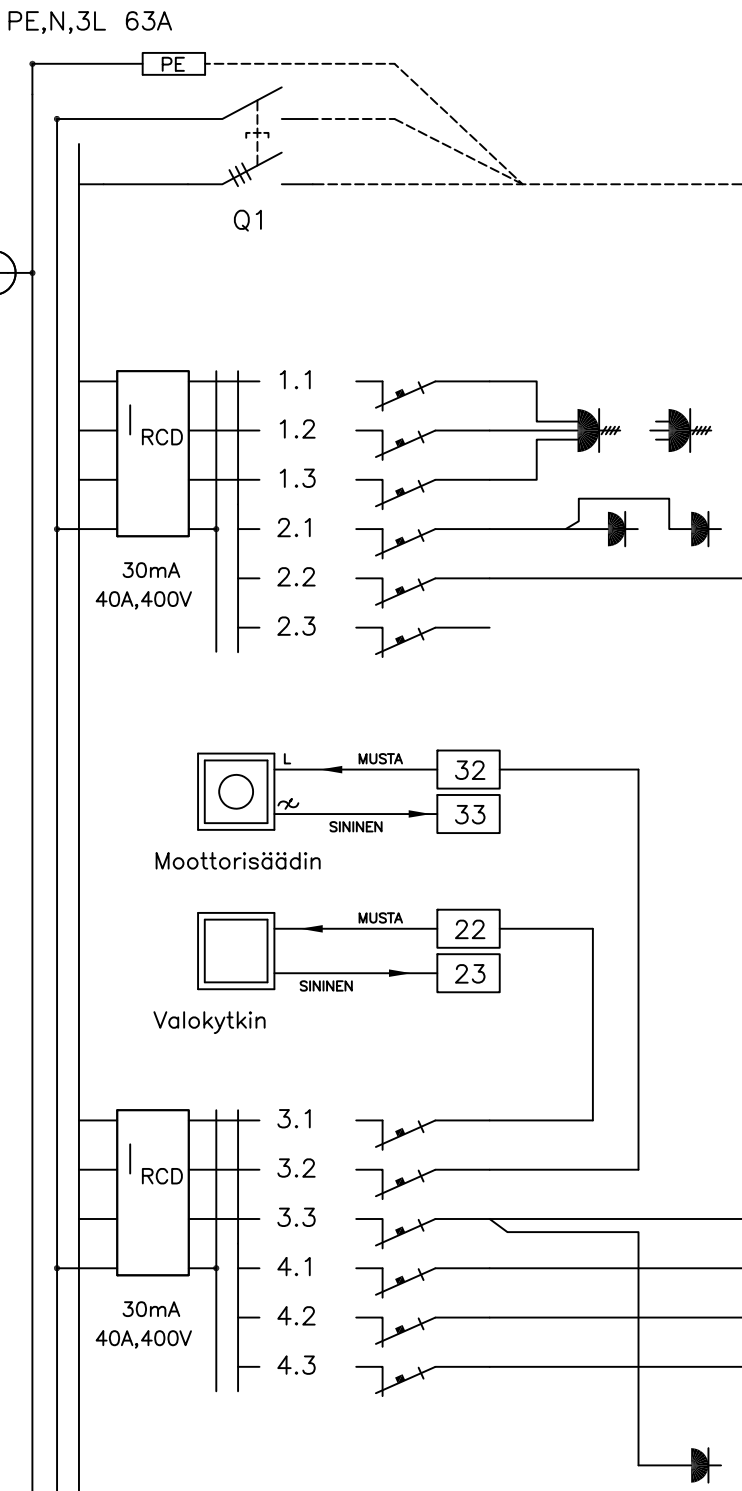 PE,N,3L 63A
PE
Q1
1.1
1.2
I RCD
1.3
2.1
30mA
2.2
40A,400V
2.3
L MUSTA 32
SININEN 33
Moottorisäädin
MUSTA 22
SININEN 23
Valokytkin
3.1
3.2
I RCD
3.3
4.1
30mA
4.2
40A,400V
4.3